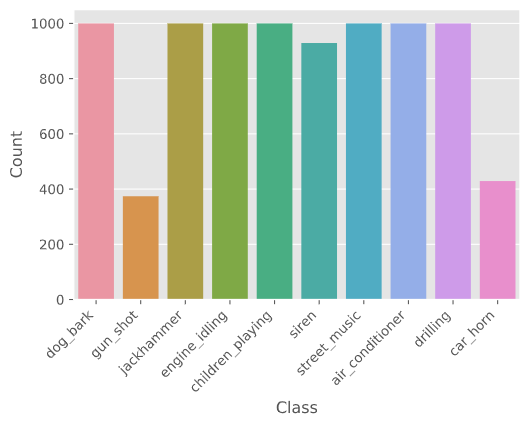 1000
800
600
400
200
0
Count
dog_bark
gun_shot
jackhammer
engine_idling
children_playing
siren
street_music
air_conditioner
drilling
car_horn
Class